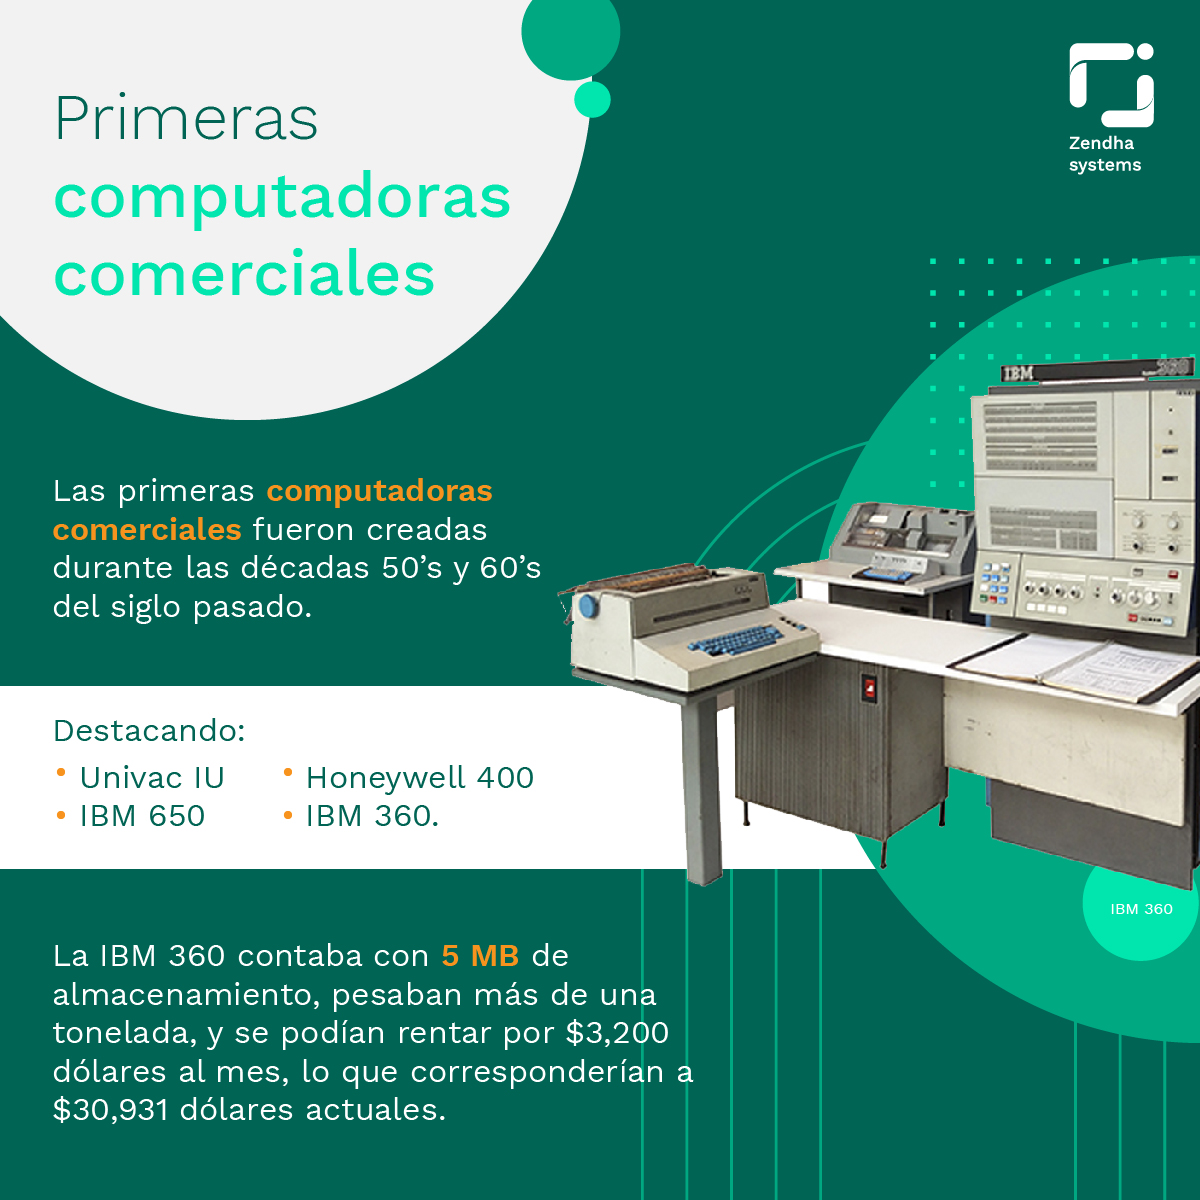 Primeras
computadoras
comerciales
Zendha
systems
IBM
360
Las primeras computadoras
comerciales fueron creadas
durante las décadas 50’s y 60’s
del siglo pasado.
Destacando:
• Univac IU
• Honeywell 400
• IBM 650
• IBM 360.
IBM 360
La IBM 360 contaba con 5 MB de
almacenamiento, pesaban más de una
tonelada, y se podían rentar por $3,200
dólares al mes, lo que corresponderían a
$30,931 dólares actuales.